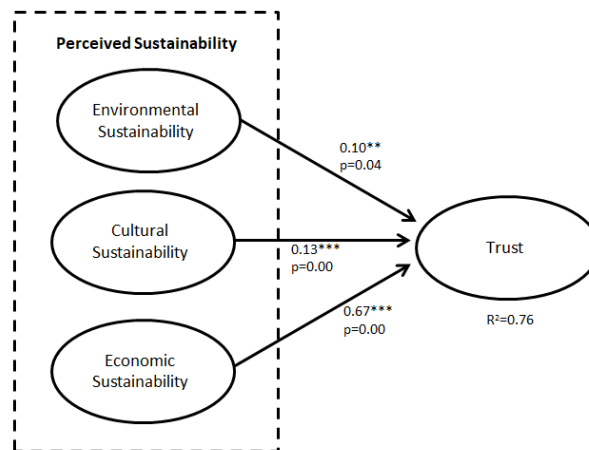 Perceived Sustainability
Environmental
Sustainability
0.10**
p=0.04
Cultural
Sustainability
0.13***
p=0.00
Trust
R²=0.76
0.67***
p=0.00
Economic
Sustainability